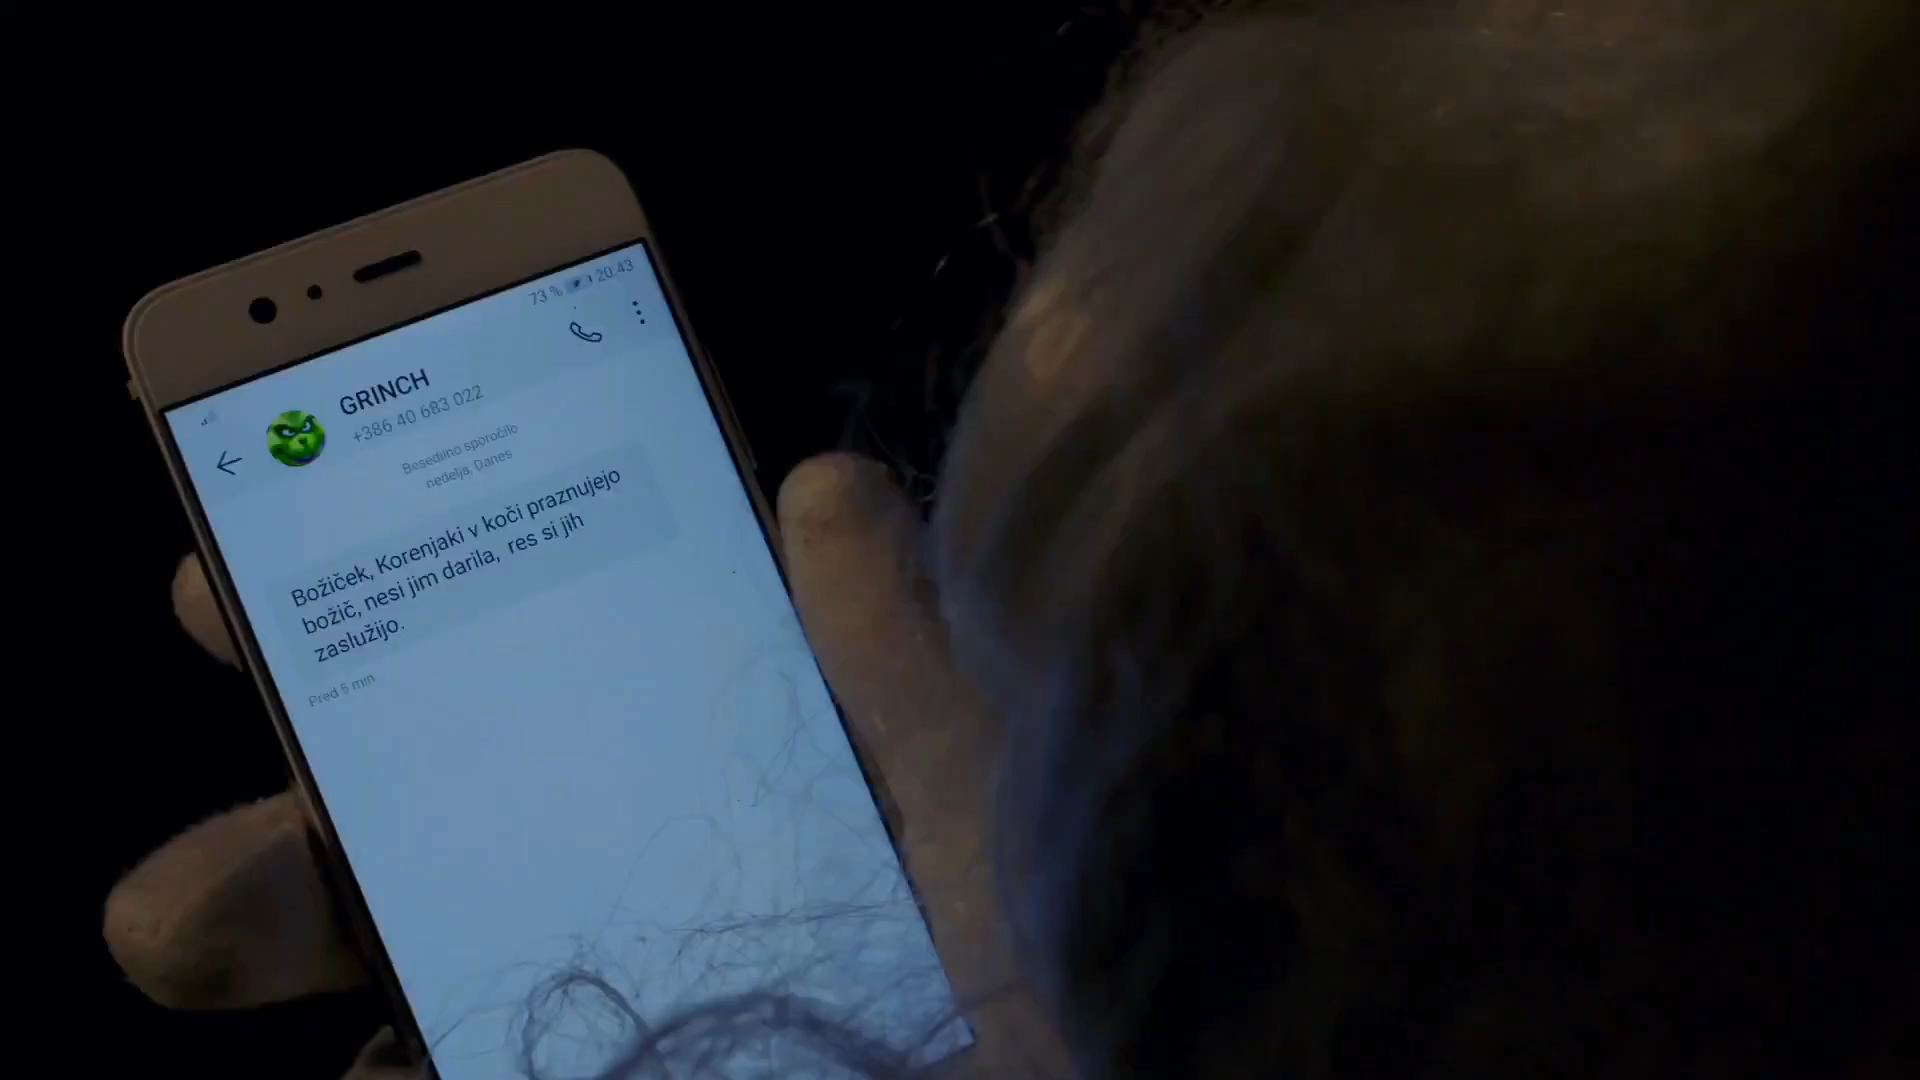 73 % 20:43
GRINCH
+386 40 683 022
Besedilno sporočilo
nedelja, Danes
Božiček, Korenjaki v koči praznujejo
božič, nesi jim darila, res si jih
zaslužijo.
Pred 5 min